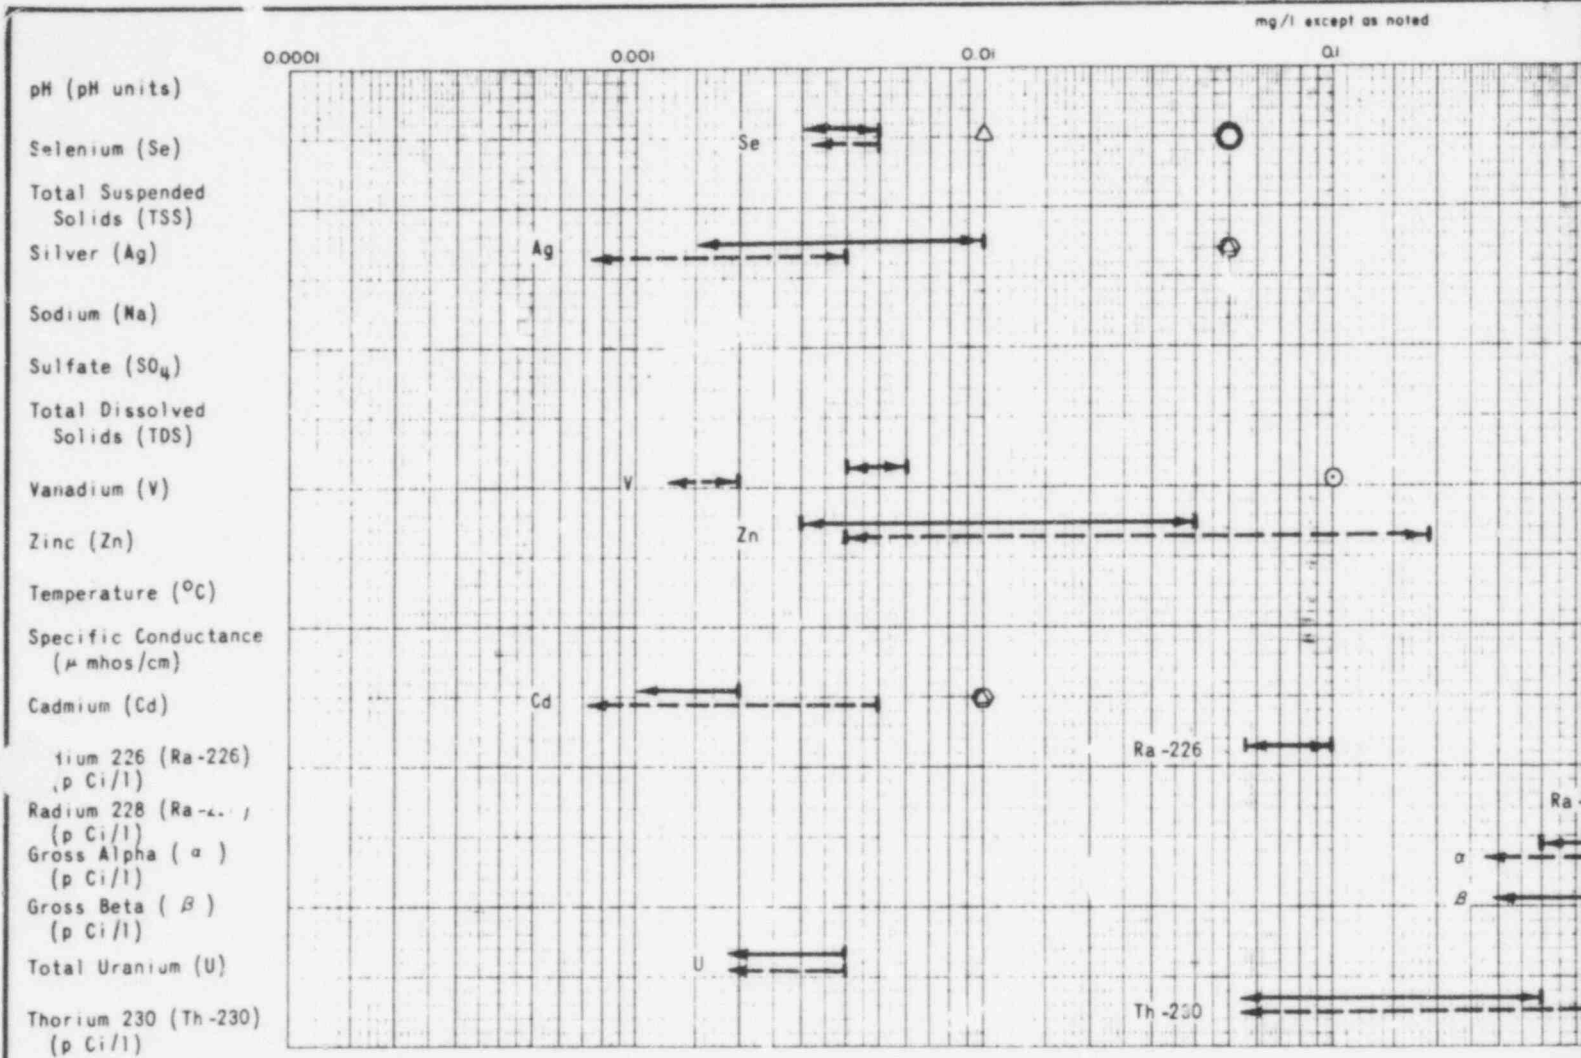 mg/l except as noted
0.0001 0.001 0.01 0.1
pH (pH units)
Selenium (Se)
Se
Total Suspended
Solids (TSS)
Silver (Ag)
Ag
Sodium (Na)
Sulfate (SO₄)
Total Dissolved
Solids (TDS)
Vanadium (V)
V
Zinc (Zn)
Zn
Temperature (°C)
Specific Conductance
(μ mhos/cm)
Cadmium (Cd)
Cd
ium 226 (Ra-226)
p Ci/l)
Ra-226
Radium 228 (Ra-
(p Ci/l)
Ra-
Gross Alpha ( α )
(p Ci/l)
α
Gross Beta ( β )
(p Ci/l)
β
Total Uranium (U)
U
Thorium 230 (Th-230)
(p Ci/l)
Th-230